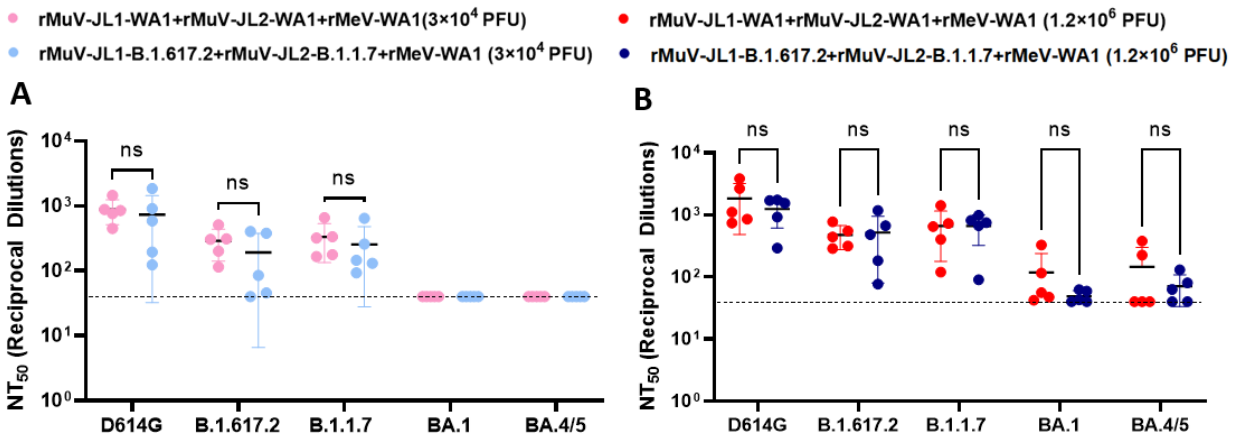 rMuV-JL1-WA1+rMuV-JL2-WA1+rMeV-WA1(3×10⁴ PFU)
rMuV-JL1-WA1+rMuV-JL2-WA1+rMeV-WA1 (1.2×10⁶ PFU)
rMuV-JL1-B.1.617.2+rMuV-JL2-B.1.1.7+rMeV-WA1 (3×10⁴ PFU)
rMuV-JL1-B.1.617.2+rMuV-JL2-B.1.1.7+rMeV-WA1 (1.2×10⁶ PFU)
A
NT₅₀ (Reciprocal Dilutions)
10⁴
10³
10²
10¹
10⁰
ns
ns
ns
D614G B.1.617.2 B.1.1.7 BA.1 BA.4/5
B
NT₅₀ (Reciprocal Dilutions)
10⁴
10³
10²
10¹
10⁰
ns
ns
ns
ns
ns
D614G B.1.617.2 B.1.1.7 BA.1 BA.4/5